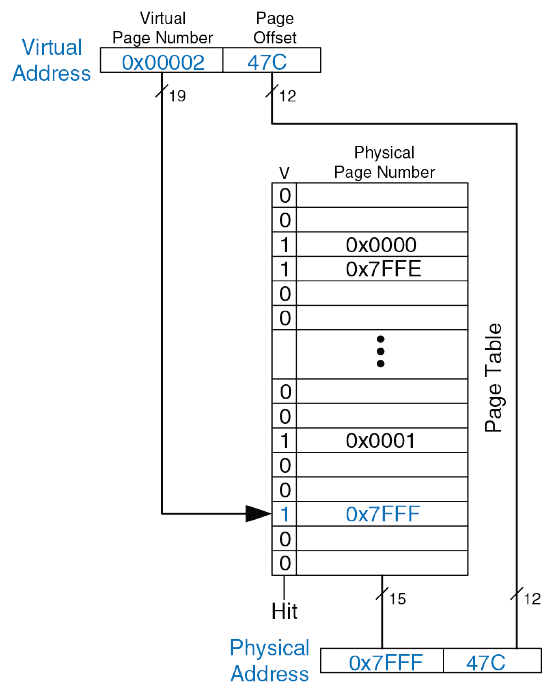 Virtual Page Number
Page Offset
Virtual Address
0x00002 47C
19 12
V Physical Page Number
0
0
1 0x0000
1 0x7FFE
0
0
0
0
1 0x0001
0
0
1 0x7FFF
0
0
Page Table
Hit
15 12
Physical Address
0x7FFF 47C